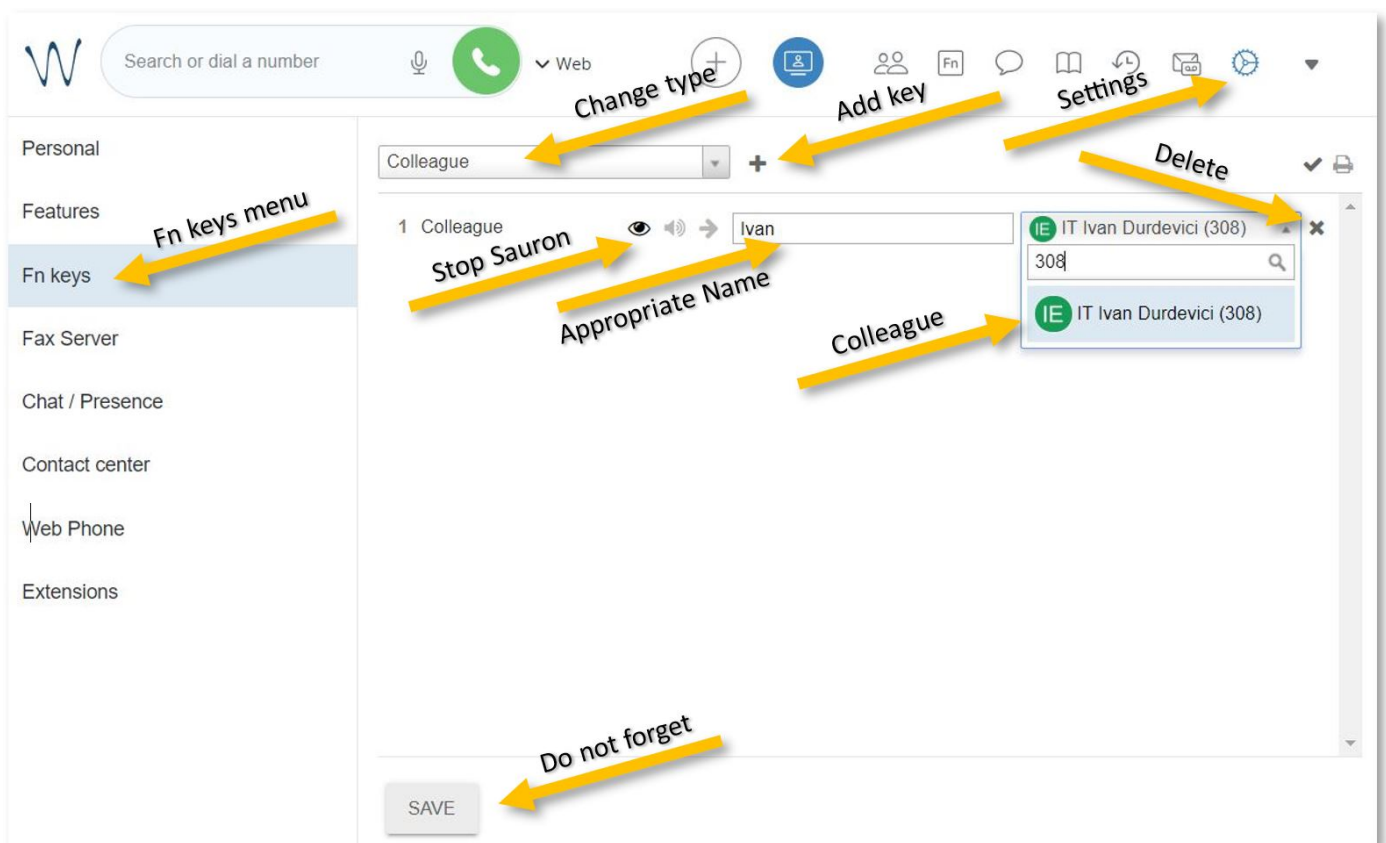 W
Search or dial a number
Web
Fn
Change type
Add key
Settings
Personal
Features
Fn keys
Fax Server
Chat / Presence
Contact center
Web Phone
Extensions
Fn keys menu
Colleague
Delete
1 Colleague
Ivan
IE IT Ivan Durdevici (308)
308
IE IT Ivan Durdevici (308)
Stop Sauron
Appropriate Name
Colleague
Do not forget
SAVE